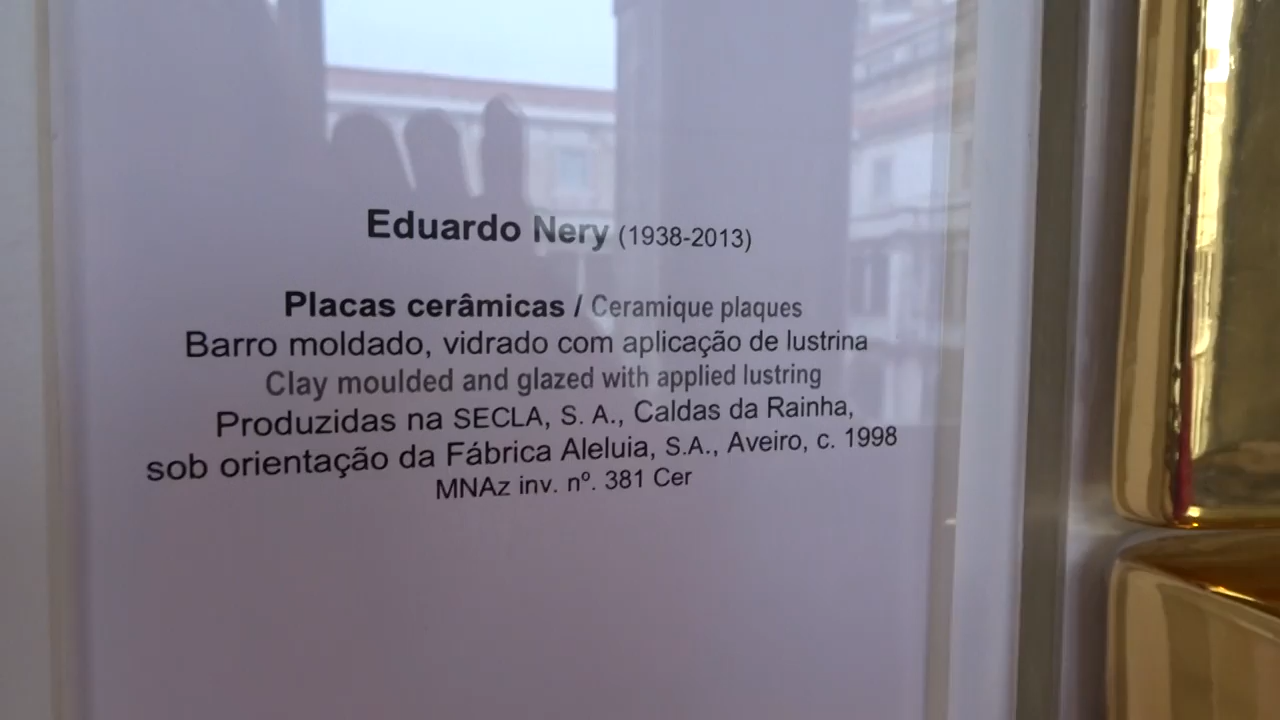 Eduardo Nery (1938-2013)
Placas cerâmicas / Ceramique plaques
Barro moldado, vidrado com aplicação de lustrina
Clay moulded and glazed with applied lustring
Produzidas na SECLA, S. A., Caldas da Rainha,
sob orientação da Fábrica Aleluia, S.A., Aveiro, c. 1998
MNAz inv. nº. 381 Cer